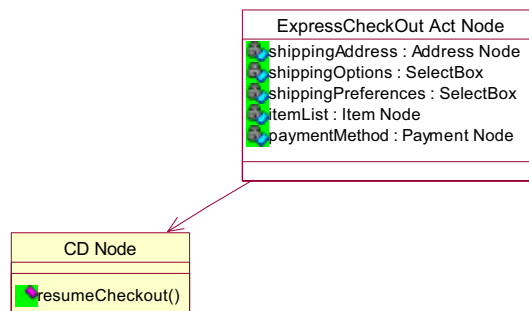 ExpressCheckOut Act Node
shippingAddress : Address Node
shippingOptions : SelectBox
shippingPreferences : SelectBox
itemList : Item Node
paymentMethod : Payment Node
CD Node
resumeCheckout()